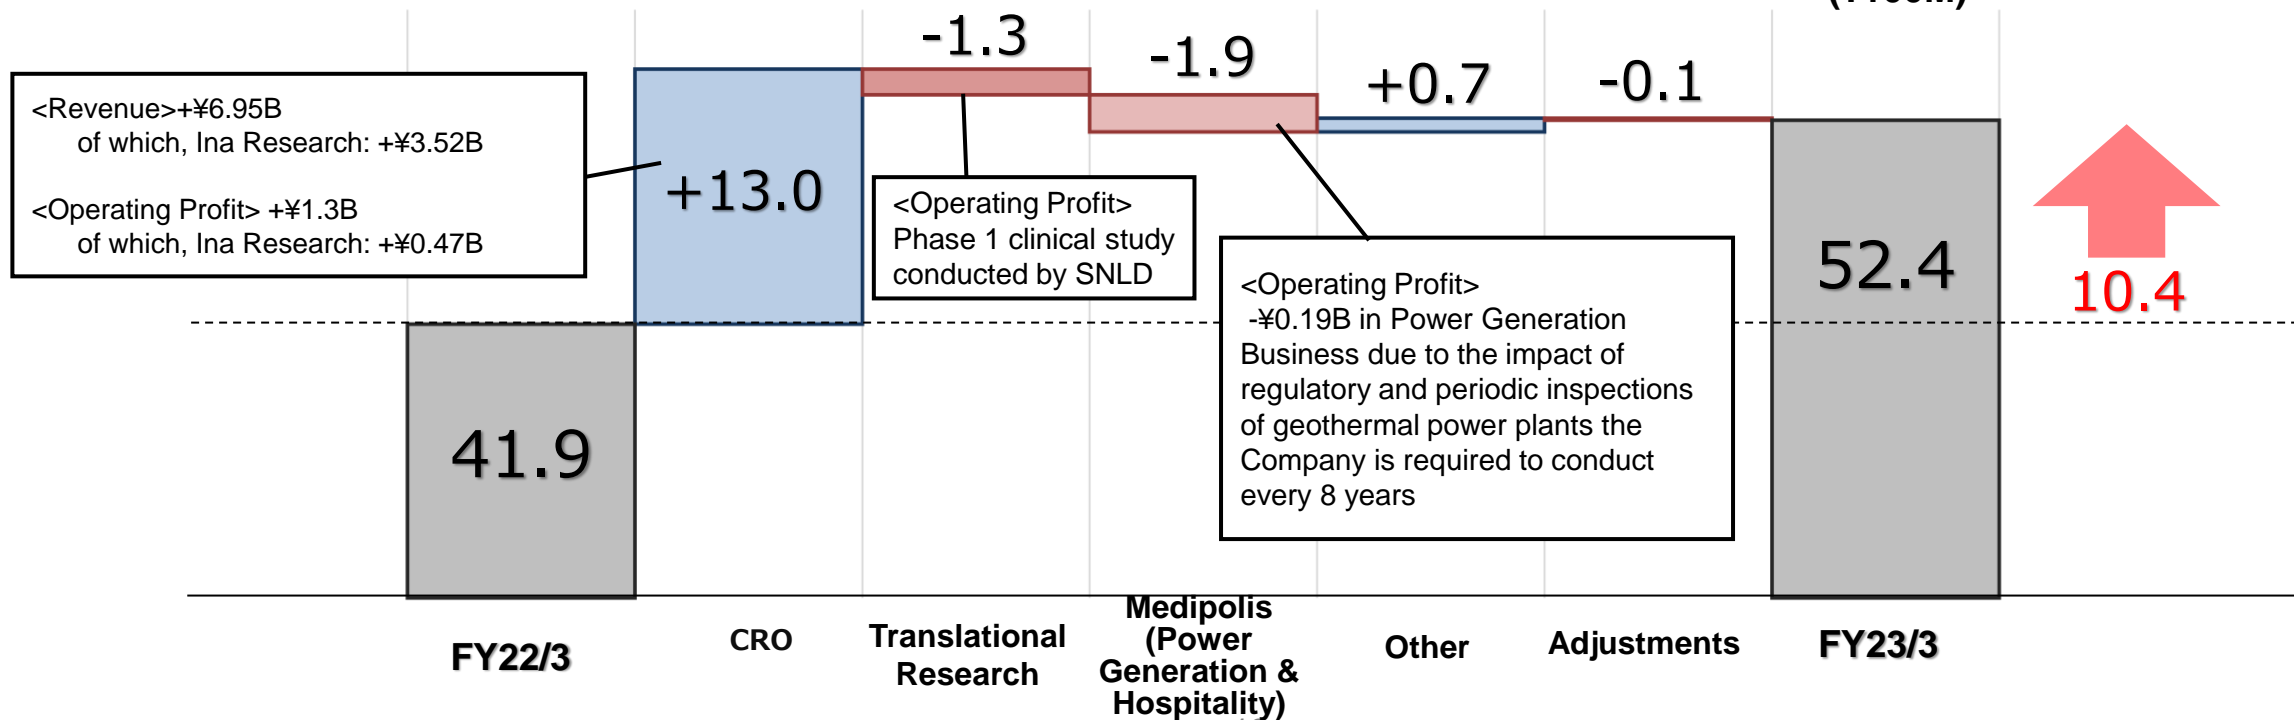 -1.3
-1.9
+0.7
-0.1
<Revenue>+¥6.95B
of which, Ina Research: +¥3.52B
<Operating Profit> +¥1.3B
of which, Ina Research: +¥0.47B
+13.0
<Operating Profit>
Phase 1 clinical study
conducted by SNLD
<Operating Profit>
-¥0.19B in Power Generation
Business due to the impact of
regulatory and periodic inspections
of geothermal power plants the
Company is required to conduct
every 8 years
52.4
10.4
41.9
FY22/3
CRO
Translational
Research
Medipolis
(Power
Generation &
Hospitality)
Other
Adjustments
FY23/3